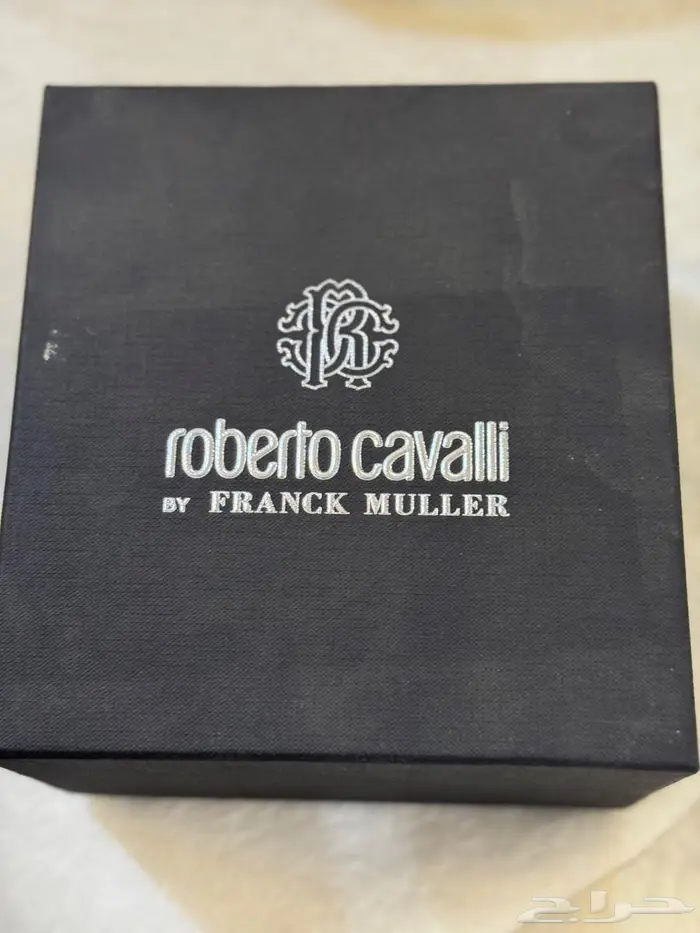 roberto cavalli
BY FRANCK MULLER
حراج